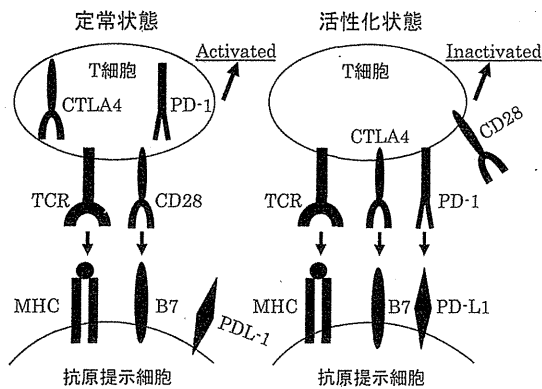 定常状態
Activated
T細胞
CTLA4
PD-1
TCR
CD28
MHC
B7
PDL-1
抗原提示細胞
活性化状態
Inactivated
T細胞
CTLA4
CD28
TCR
PD-1
MHC
B7
PD-L1
抗原提示細胞